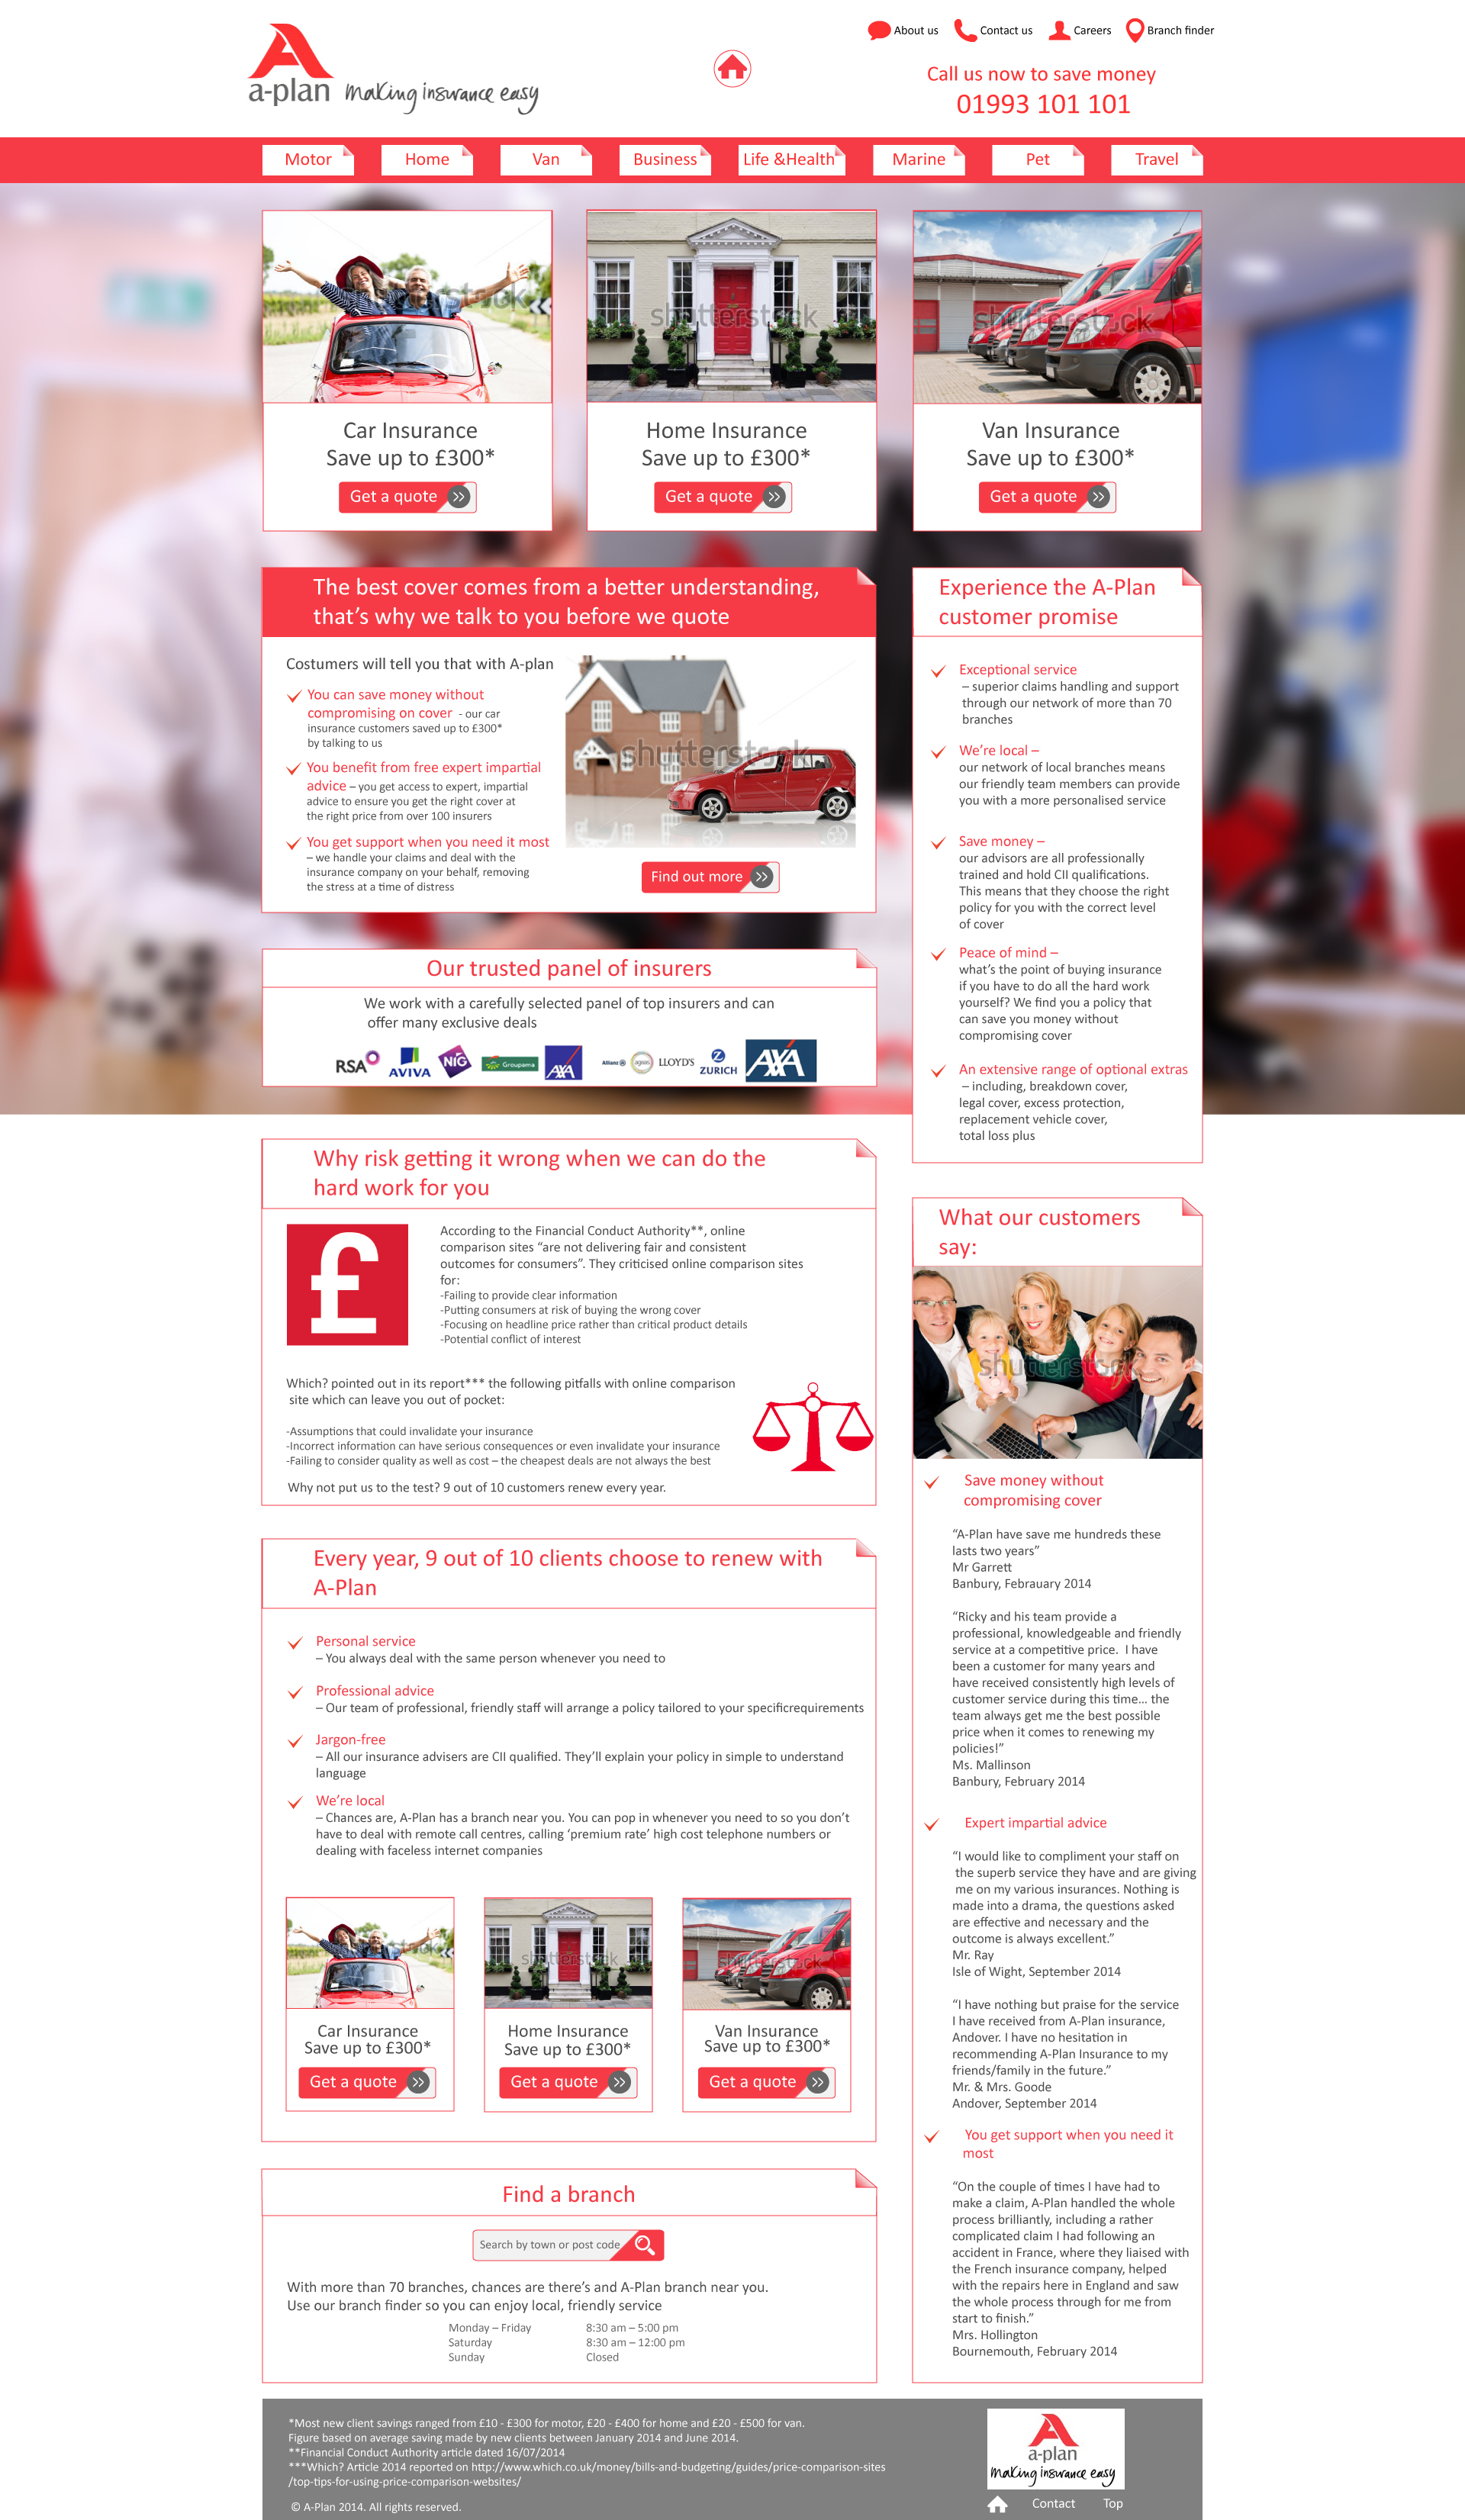 About us
Contact us
Careers
Branch finder
a-plan
making insurance easy
Call us now to save money
01993 101 101
Motor
Home
Van
Business
Life &Health
Marine
Pet
Travel
shutterstock
shutterstock
Car Insurance
Save up to £300*
Get a quote
Home Insurance
Save up to £300*
Get a quote
Van Insurance
Save up to £300*
Get a quote
The best cover comes from a better understanding,
that’s why we talk to you before we quote
Costumers will tell you that with A-plan
You can save money without
compromising on cover - our car
insurance customers saved up to £300*
by talking to us
You benefit from free expert impartial
advice – you get access to expert, impartial
advice to ensure you get the right cover at
the right price from over 100 insurers
You get support when you need it most
– we handle your claims and deal with the
insurance company on your behalf, removing
the stress at a time of distress
shutterstock
Find out more
Our trusted panel of insurers
We work with a carefully selected panel of top insurers and can
offer many exclusive deals
RSA
AVIVA
NIG
Groupama
AXA
Allianz
ageas
LLOYD'S
ZURICH
AXA
Experience the A-Plan
customer promise
Exceptional service
– superior claims handling and support
through our network of more than 70
branches
We’re local –
our network of local branches means
our friendly team members can provide
you with a more personalised service
Save money –
our advisors are all professionally
trained and hold CII qualifications.
This means that they choose the right
policy for you with the correct level
of cover
Peace of mind –
what’s the point of buying insurance
if you have to do all the hard work
yourself? We find you a policy that
can save you money without
compromising cover
An extensive range of optional extras
– including, breakdown cover,
legal cover, excess protection,
replacement vehicle cover,
total loss plus
Why risk getting it wrong when we can do the
hard work for you
£
According to the Financial Conduct Authority**, online
comparison sites “are not delivering fair and consistent
outcomes for consumers”. They criticised online comparison sites
for:
-Failing to provide clear information
-Putting consumers at risk of buying the wrong cover
-Focusing on headline price rather than critical product details
-Potential conflict of interest
Which? pointed out in its report*** the following pitfalls with online comparison
site which can leave you out of pocket:
-Assumptions that could invalidate your insurance
-Incorrect information can have serious consequences or even invalidate your insurance
-Failing to consider quality as well as cost – the cheapest deals are not always the best
Why not put us to the test? 9 out of 10 customers renew every year.
Every year, 9 out of 10 clients choose to renew with
A-Plan
Personal service
– You always deal with the same person whenever you need to
Professional advice
– Our team of professional, friendly staff will arrange a policy tailored to your specificrequirements
Jargon-free
– All our insurance advisers are CII qualified. They’ll explain your policy in simple to understand
language
We’re local
– Chances are, A-Plan has a branch near you. You can pop in whenever you need to so you don’t
have to deal with remote call centres, calling ‘premium rate’ high cost telephone numbers or
dealing with faceless internet companies
shutterstock
shutterstock
Car Insurance
Save up to £300*
Get a quote
Home Insurance
Save up to £300*
Get a quote
Van Insurance
Save up to £300*
Get a quote
Find a branch
Search by town or post code
With more than 70 branches, chances are there’s and A-Plan branch near you.
Use our branch finder so you can enjoy local, friendly service
Monday – Friday 8:30 am – 5:00 pm
Saturday 8:30 am – 12:00 pm
Sunday Closed
What our customers
say:
shutterstock
Save money without
compromising cover
“A-Plan have save me hundreds these
lasts two years”
Mr Garrett
Banbury, Febrauary 2014
“Ricky and his team provide a
professional, knowledgeable and friendly
service at a competitive price. I have
been a customer for many years and
have received consistently high levels of
customer service during this time... the
team always get me the best possible
price when it comes to renewing my
policies!”
Ms. Mallinson
Banbury, February 2014
Expert impartial advice
“I would like to compliment your staff on
the superb service they have and are giving
me on my various insurances. Nothing is
made into a drama, the questions asked
are effective and necessary and the
outcome is always excellent.”
Mr. Ray
Isle of Wight, September 2014
“I have nothing but praise for the service
I have received from A-Plan insurance,
Andover. I have no hesitation in
recommending A-Plan Insurance to my
friends/family in the future.”
Mr. & Mrs. Goode
Andover, September 2014
You get support when you need it
most
“On the couple of times I have had to
make a claim, A-Plan handled the whole
process brilliantly, including a rather
complicated claim I had following an
accident in France, where they liaised with
the French insurance company, helped
with the repairs here in England and saw
the whole process through for me from
start to finish.”
Mrs. Hollington
Bournemouth, February 2014
*Most new client savings ranged from £10 - £300 for motor, £20 - £400 for home and £20 - £500 for van.
Figure based on average saving made by new clients between January 2014 and June 2014.
**Financial Conduct Authority article dated 16/07/2014
***Which? Article 2014 reported on http://www.which.co.uk/money/bills-and-budgeting/guides/price-comparison-sites
/top-tips-for-using-price-comparison-websites/
© A-Plan 2014. All rights reserved.
a-plan
making insurance easy
Contact
Top